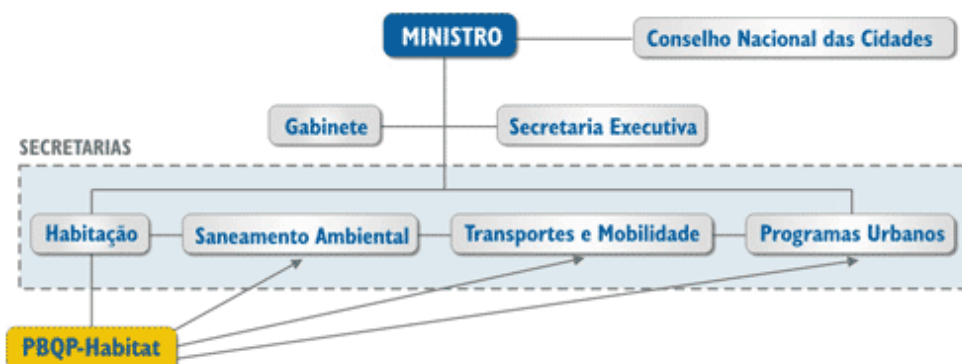 MINISTRO
Conselho Nacional das Cidades
Gabinete
Secretaria Executiva
SECRETARIAS
Habitação
Saneamento Ambiental
Transportes e Mobilidade
Programas Urbanos
PBQP-Habitat